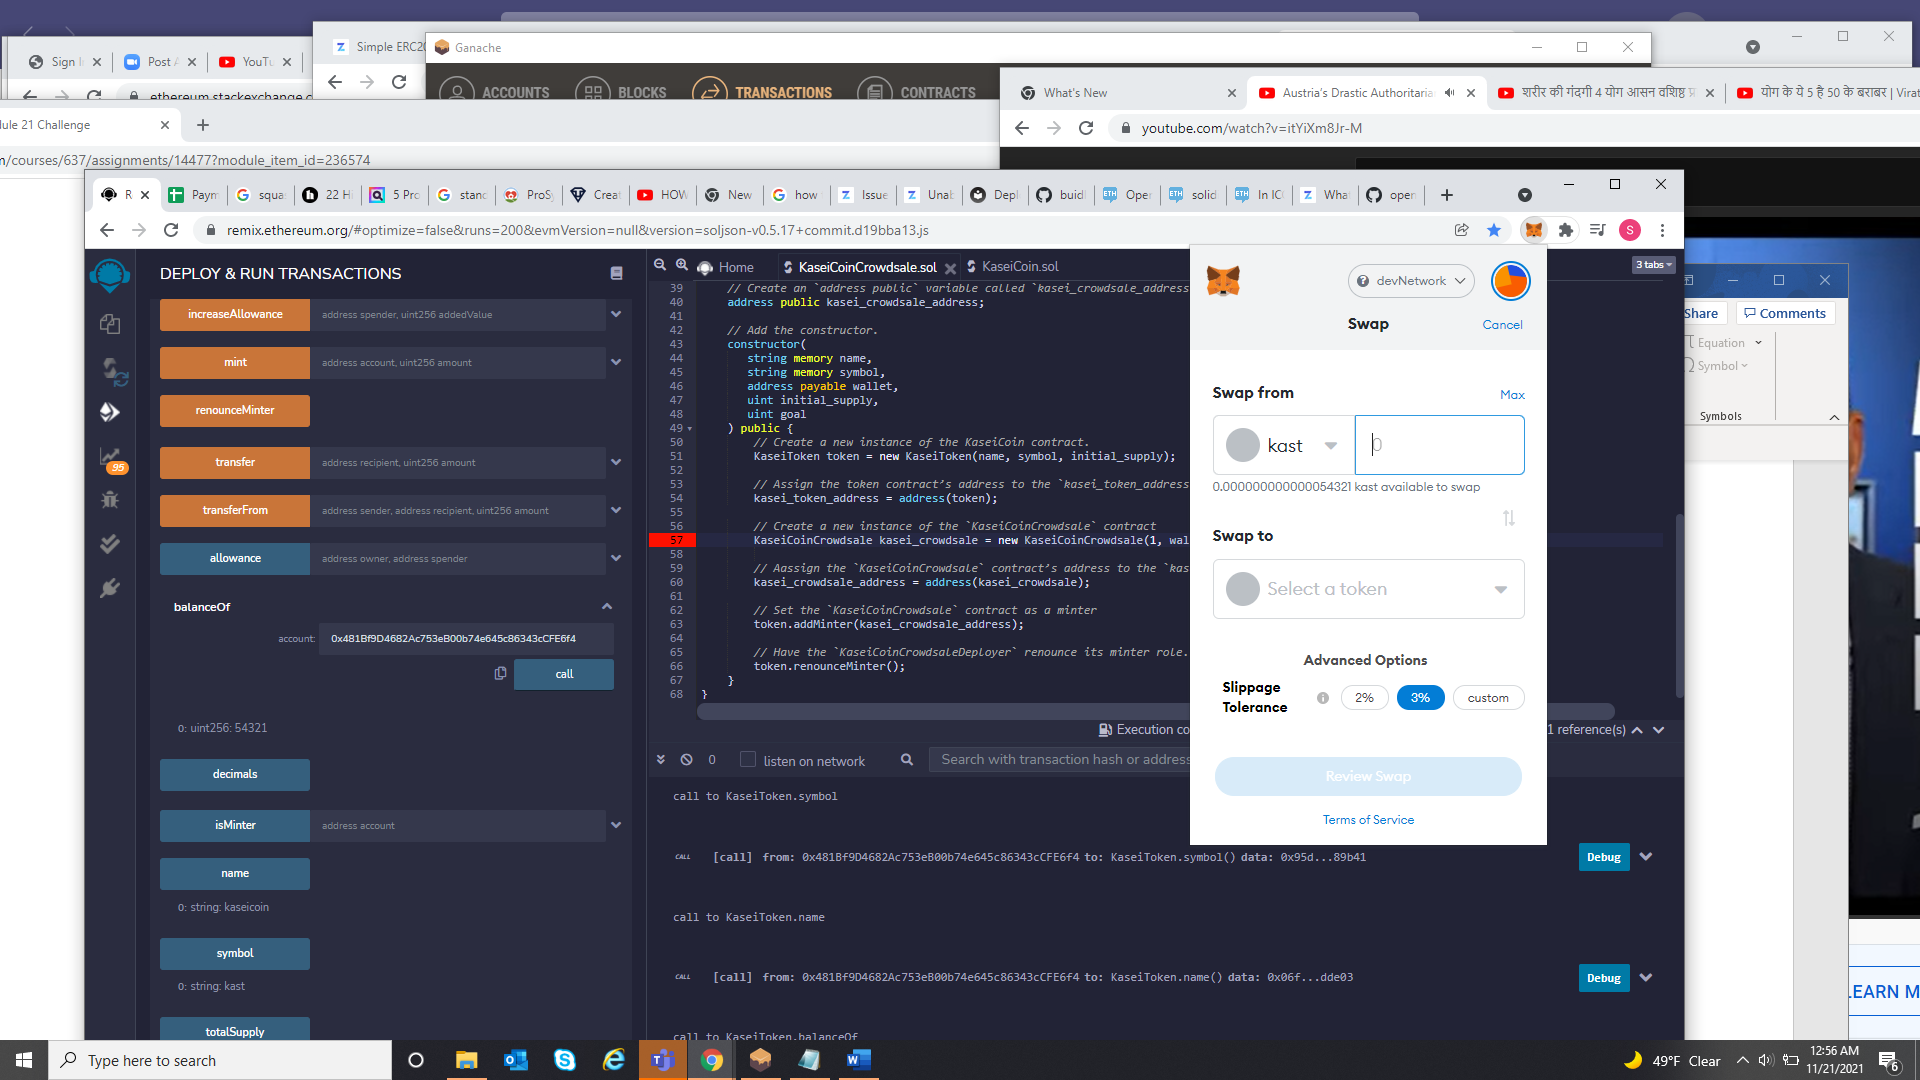 Sign I
Post A
YouTu
Simple ERC20
Ganache
ethereum.stackexchange.c
ACCOUNTS
BLOCKS
TRANSACTIONS
CONTRACTS
What's New
Austria's Drastic Authoritaria
शरीर की गंदगी 4 योग आसन वशिष्ठ प्र
योग के ये 5 है 50 के बराबर | Virat
ule 21 Challenge
youtube.com/watch?v=itYiXm8Jr-M
/courses/637/assignments/14477?module_item_id=236574
R
Paym
squa
22 Hi
5 Pro
stanc
ProSy
Creat
HOW
New
how
Issue
Unab
Depl
buidl
Oper
solid
In ICO
What
open
remix.ethereum.org/#optimize=false&runs=200&evmVersion=null&version=soljson-v0.5.17+commit.d19bba13.js
S
DEPLOY & RUN TRANSACTIONS
Home
KaseiCoinCrowdsale.sol
KaseiCoin.sol
3 tabs
increaseAllowance
address spender, uint256 addedValue
mint
address account, uint256 amount
renounceMinter
transfer
address recipient, uint256 amount
95
transferFrom
address sender, address recipient, uint256 amount
allowance
address owner, address spender
balanceOf
account:
0x481Bf9D4682Ac753eB00b74e645c86343cCFE6f4
call
0: uint256: 54321
decimals
isMinter
address account
name
0: string: kaseicoin
symbol
0: string: kast
totalSupply
39 // Create an `address public` variable called `kasei_crowdsale_address
40 address public kasei_crowdsale_address;
41
42 // Add the constructor.
43 constructor(
44 string memory name,
45 string memory symbol,
46 address payable wallet,
47 uint initial_supply,
48 uint goal
49 ) public {
50 // Create a new instance of the KaseiCoin contract.
51 KaseiToken token = new KaseiToken(name, symbol, initial_supply);
52
53 // Assign the token contract's address to the `kasei_token_address
54 kasei_token_address = address(token);
55
56 // Create a new instance of the `KaseiCoinCrowdsale` contract
57 KaseiCoinCrowdsale kasei_crowdsale = new KaseiCoinCrowdsale(1, wal
58
59 // Aassign the `KaseiCoinCrowdsale` contract's address to the `kas
60 kasei_crowdsale_address = address(kasei_crowdsale);
61
62 // Set the `KaseiCoinCrowdsale` contract as a minter
63 token.addMinter(kasei_crowdsale_address);
64
65 // Have the `KaseiCoinCrowdsaleDeployer` renounce its minter role.
66 token.renounceMinter();
67 }
68 }
Execution co
1 reference(s)
0
listen on network
Search with transaction hash or address
call to KaseiToken.symbol
CALL [call] from: 0x481Bf9D4682Ac753eB00b74e645c86343cCFE6f4 to: KaseiToken.symbol() data: 0x95d...89b41
Debug
call to KaseiToken.name
CALL [call] from: 0x481Bf9D4682Ac753eB00b74e645c86343cCFE6f4 to: KaseiToken.name() data: 0x06f...dde03
Debug
call to KaseiToken.balanceOf
devNetwork
Swap
Cancel
Swap from
Max
kast
0
0.000000000000054321 kast available to swap
Swap to
Select a token
Advanced Options
Slippage
Tolerance
2%
3%
custom
Review Swap
Terms of Service
Share
Comments
Equation
Symbol
Symbols
LEARN M
Type here to search
49°F Clear
12:56 AM
11/21/2021
6